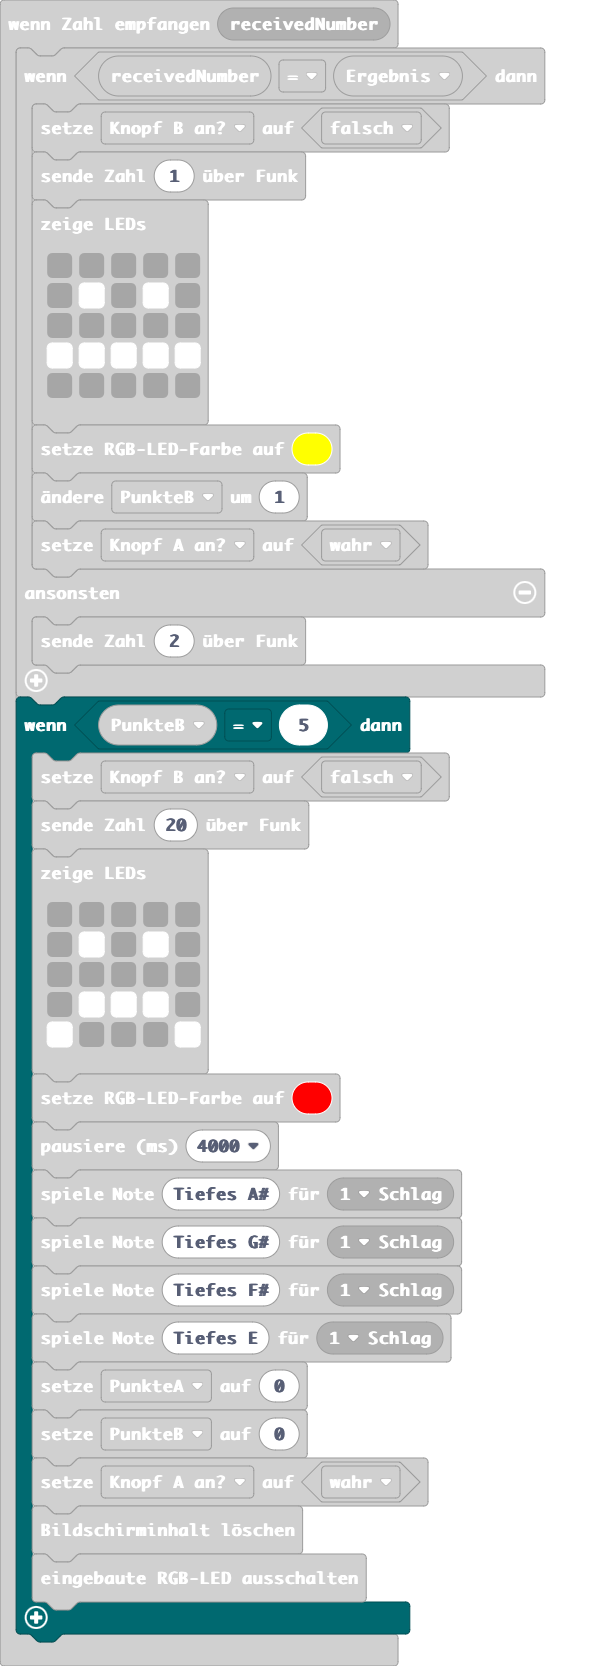 wenn Zahl empfangen receivedNumber
wenn receivedNumber = Ergebnis dann
setze Knopf B an? auf falsch
sende Zahl 1 über Funk
zeige LEDs
setze RGB-LED-Farbe auf
ändere PunkteB um 1
setze Knopf A an? auf wahr
ansonsten
sende Zahl 2 über Funk
wenn PunkteB = 5 dann
setze Knopf B an? auf falsch
sende Zahl 20 über Funk
zeige LEDs
setze RGB-LED-Farbe auf
pausiere (ms) 4000
spiele Note Tiefes A# für 1 Schlag
spiele Note Tiefes G# für 1 Schlag
spiele Note Tiefes F# für 1 Schlag
spiele Note Tiefes E für 1 Schlag
setze PunkteA auf 0
setze PunkteB auf 0
setze Knopf A an? auf wahr
Bildschirminhalt löschen
eingebaute RGB-LED ausschalten